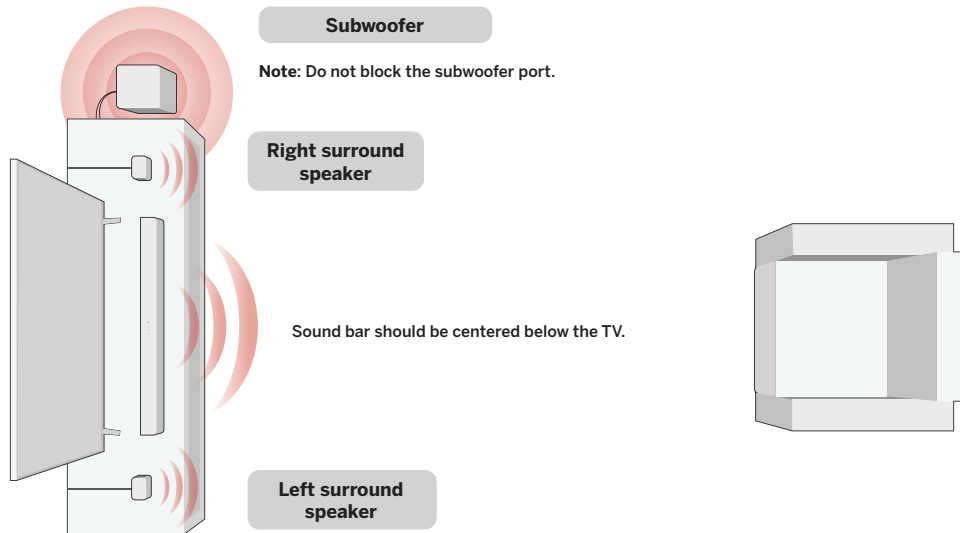 Subwoofer
Note: Do not block the subwoofer port.
Right surround
speaker
Sound bar should be centered below the TV.
Left surround
speaker